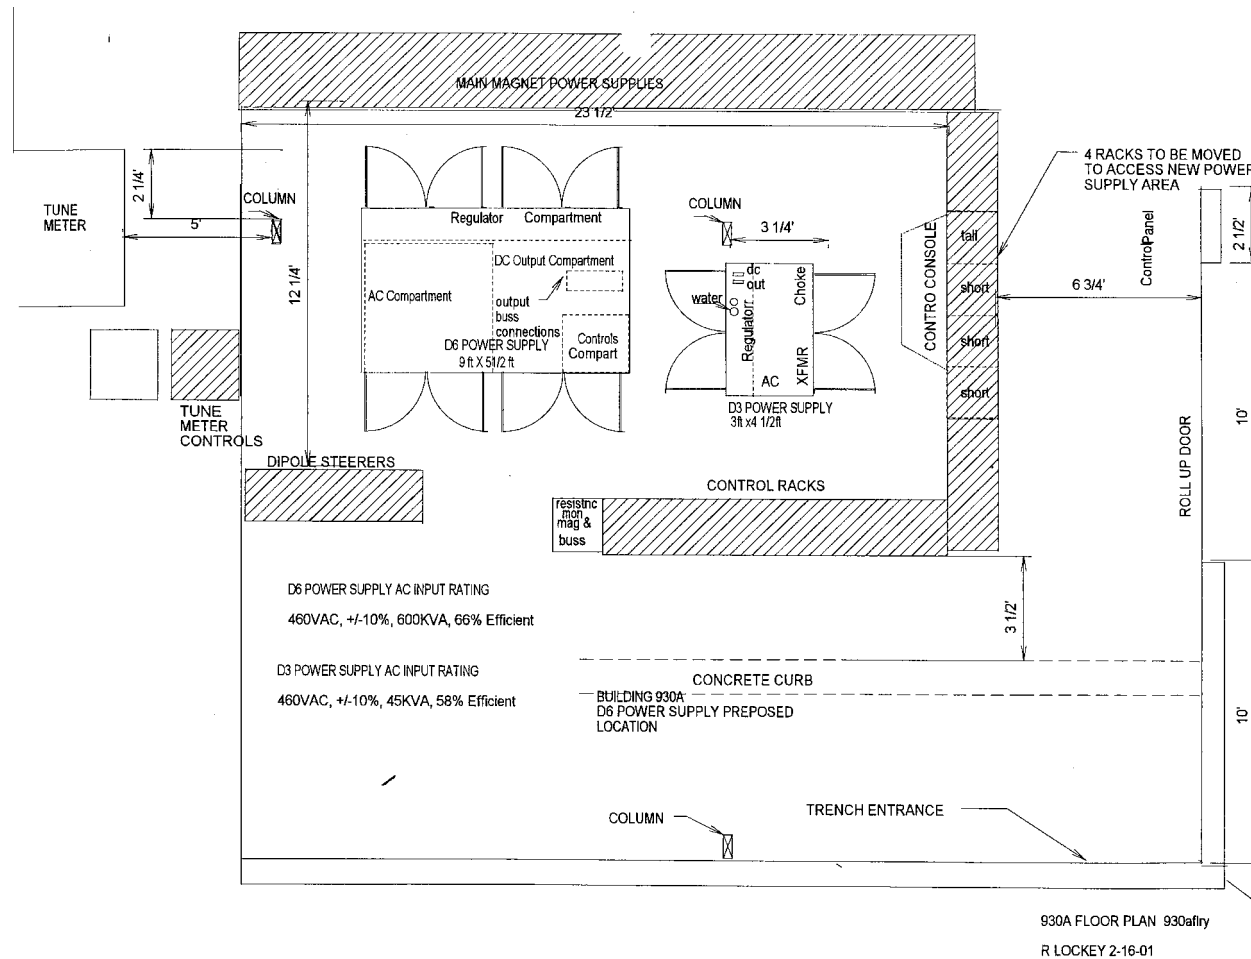 MAIN MAGNET POWER SUPPLIES
23 1/2'
4 RACKS TO BE MOVED
TO ACCESS NEW POWER
SUPPLY AREA
2 1/4'
TUNE
METER
5'
COLUMN
12 1/4'
Regulator Compartment
DC Output Compartment
AC Compartment
output
buss
connections
D6 POWER SUPPLY
9 ft X 51/2 ft
Controls
Compart
COLUMN
3 1/4'
dc
out
water
Regulator
Choke
AC
XFMR
D3 POWER SUPPLY
3ft x4 1/2ft
CONTRO CONSOLE
tall
short
short
short
6 3/4'
ControlPanel
2 1/2'
10'
ROLL UP DOOR
TUNE
METER
CONTROLS
DIPOLE STEERERS
CONTROL RACKS
resistnc
mon
mag &
buss
D6 POWER SUPPLY AC INPUT RATING
460VAC, +/-10%, 600KVA, 66% Efficient
3 1/2'
D3 POWER SUPPLY AC INPUT RATING
460VAC, +/-10%, 45KVA, 58% Efficient
CONCRETE CURB
BUILDING 930A
D6 POWER SUPPLY PREPOSED
LOCATION
10'
COLUMN
TRENCH ENTRANCE
930A FLOOR PLAN 930aflry
R LOCKEY 2-16-01